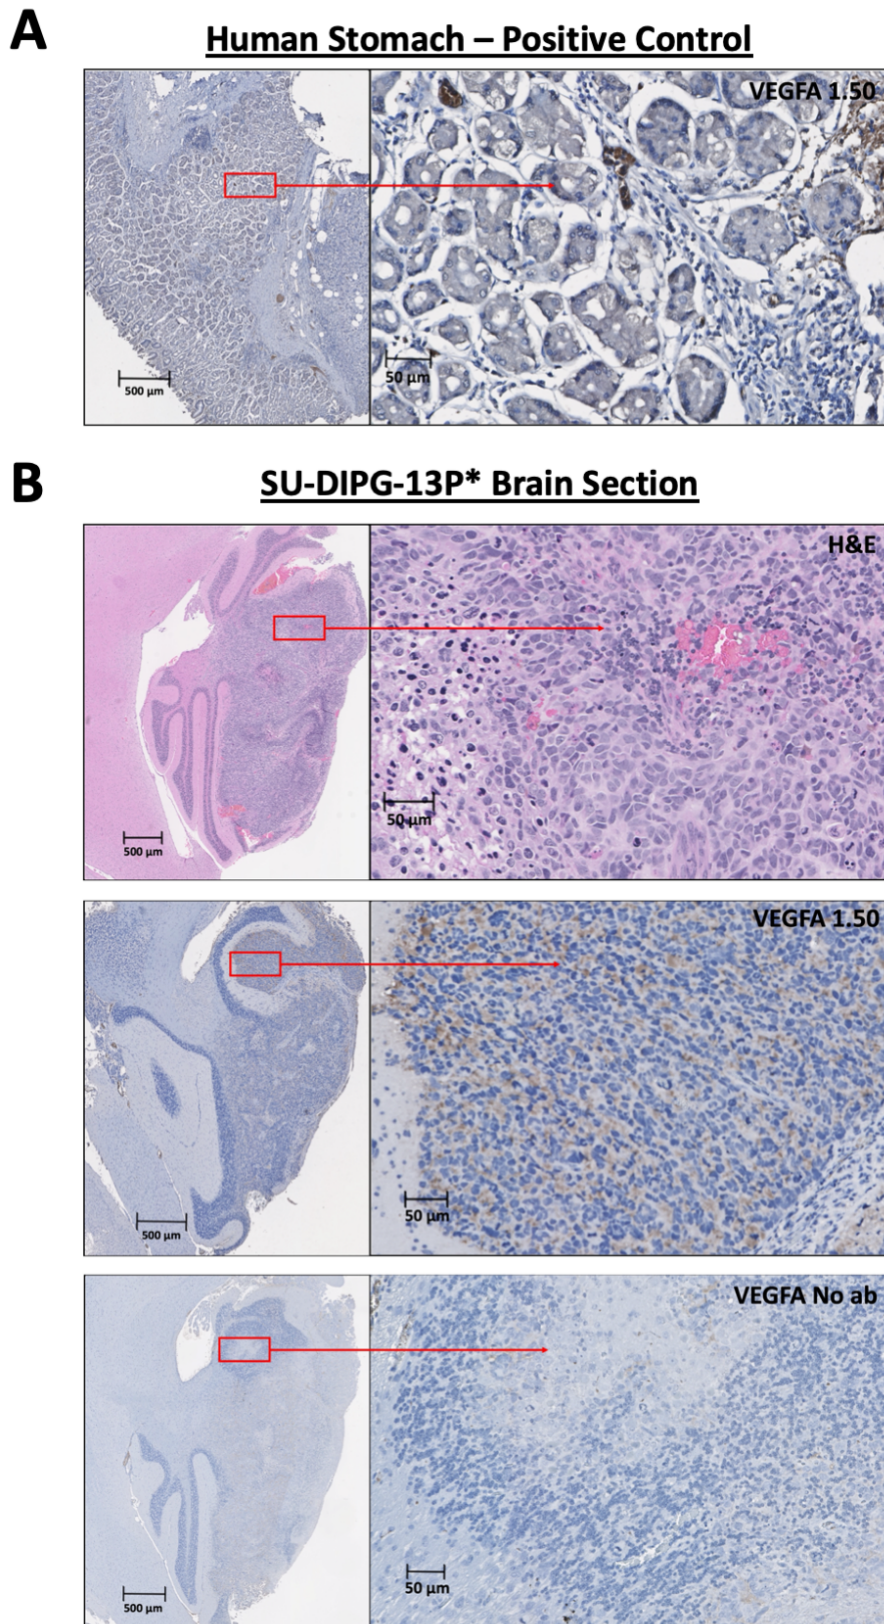 A
Human Stomach – Positive Control
VEGFA 1.50
500 µm
50 µm
B
SU-DIPG-13P* Brain Section
H&E
500 µm
50 µm
VEGFA 1.50
500 µm
50 µm
VEGFA No ab
500 µm
50 µm